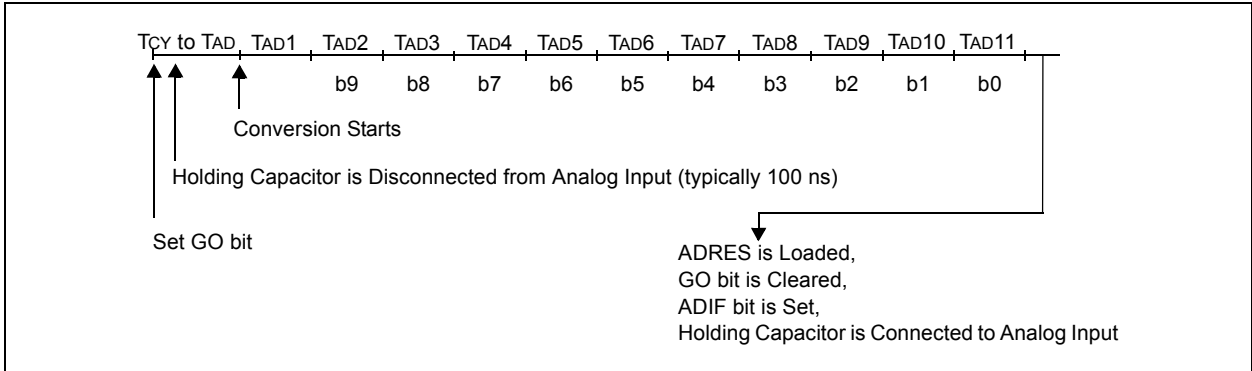 TCY to TAD TAD1 TAD2 TAD3 TAD4 TAD5 TAD6 TAD7 TAD8 TAD9 TAD10 TAD11
b9 b8 b7 b6 b5 b4 b3 b2 b1 b0
Conversion Starts
Holding Capacitor is Disconnected from Analog Input (typically 100 ns)
Set GO bit
ADRES is Loaded,
GO bit is Cleared,
ADIF bit is Set,
Holding Capacitor is Connected to Analog Input